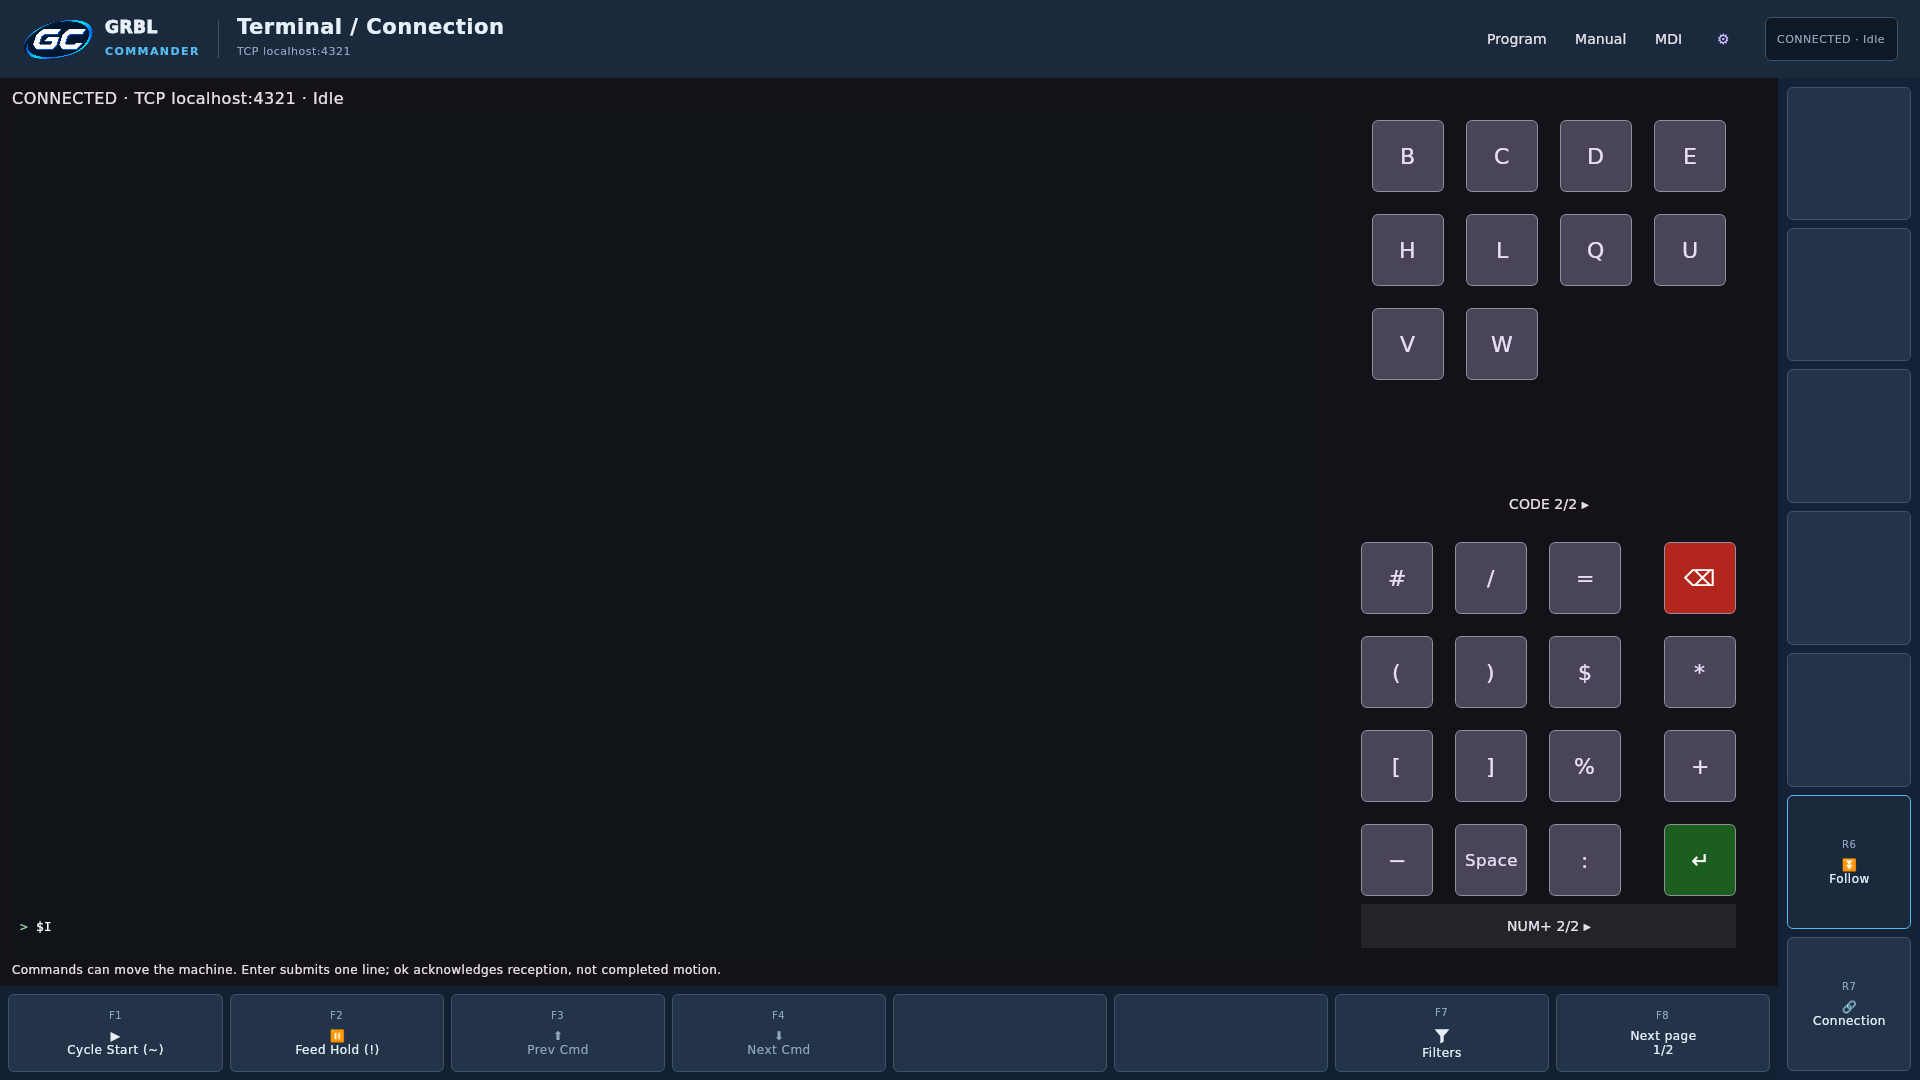 GC
GRBL
COMMANDER
Terminal / Connection
TCP localhost:4321
Program
Manual
MDI
⚙
CONNECTED · Idle
CONNECTED · TCP localhost:4321 · Idle
B C D E
H L Q U
V W
CODE 2/2 ▸
# / = ⌫
( ) $ *
[ ] % +
− Space : ↵
NUM+ 2/2 ▸
> $I
Commands can move the machine. Enter submits one line; ok acknowledges reception, not completed motion.
R6
⏬
Follow
R7
🔗
Connection
F1
▶
Cycle Start (~)
F2
⏸
Feed Hold (!)
F3
⬆
Prev Cmd
F4
⬇
Next Cmd
F7
Filters
F8
Next page
1/2